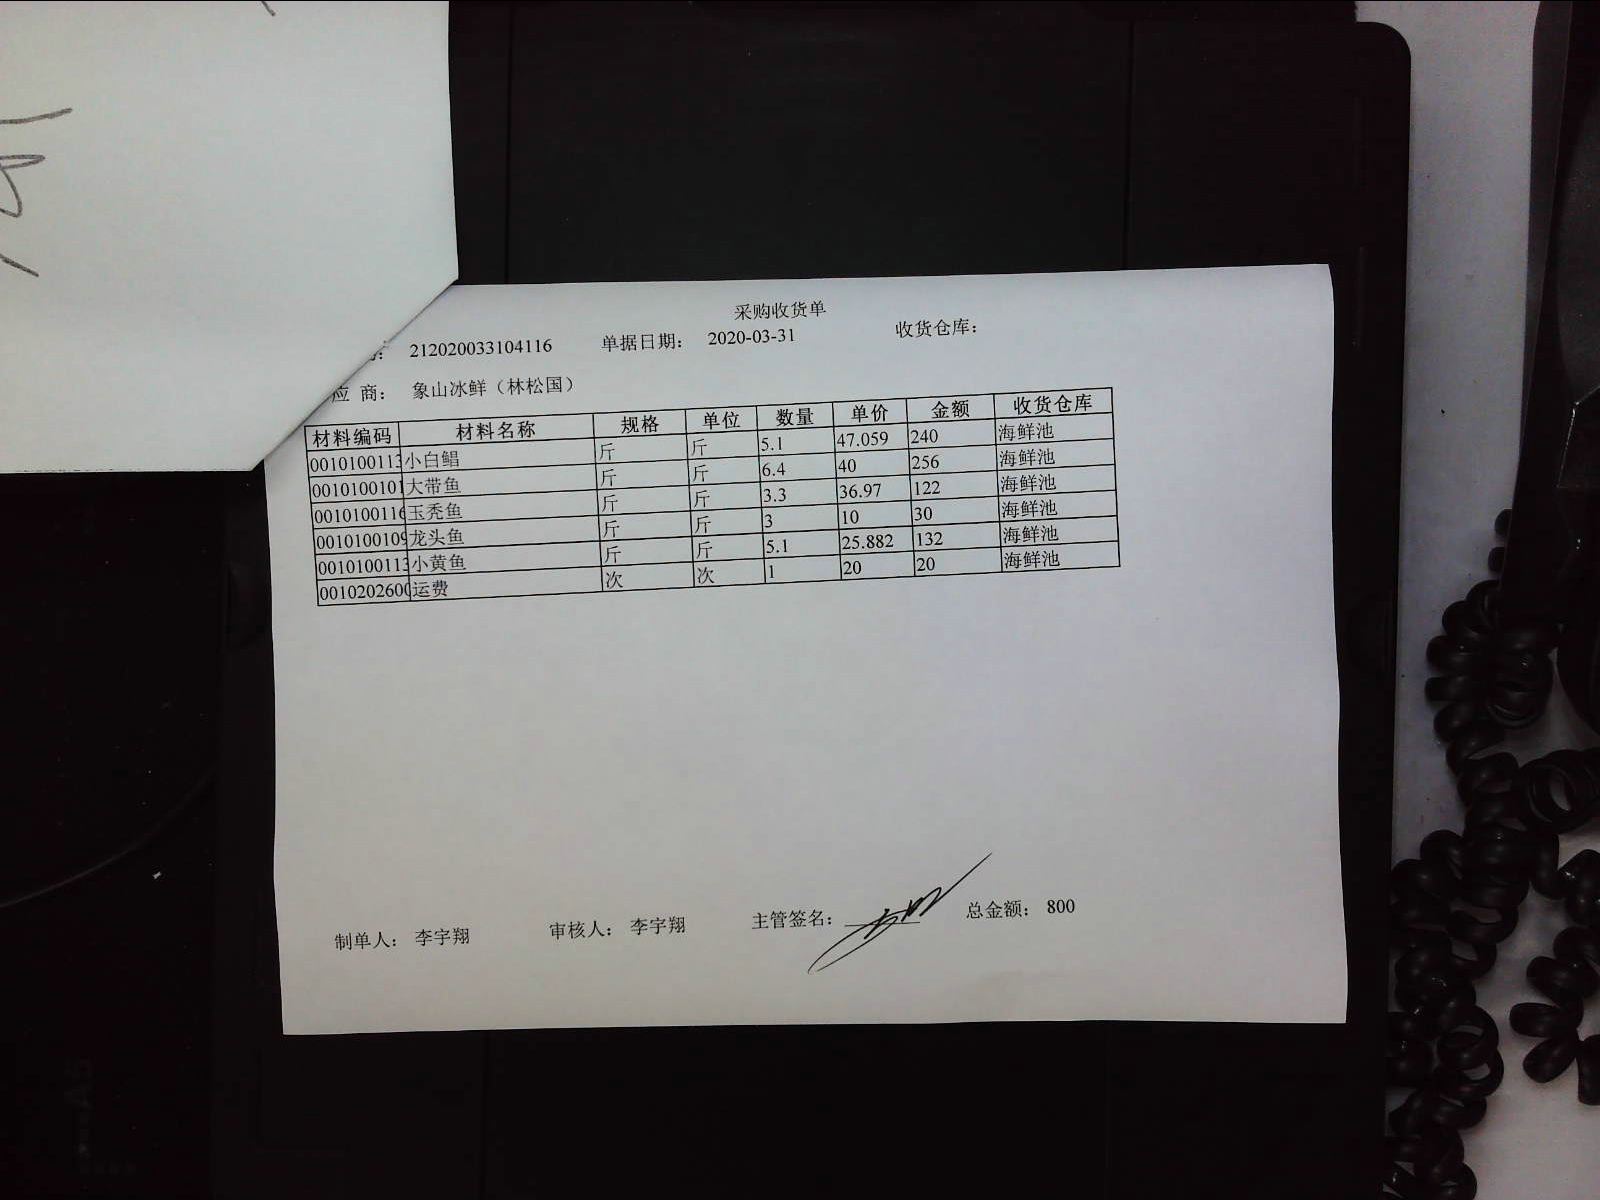 采购收货单
212020033104116 单据日期： 2020-03-31 收货仓库：
应 商： 象山冰鲜（林松国）
材料编码 材料名称 规格 单位 数量 单价 金额 收货仓库
0010100113 小白鲳 斤 斤 5.1 47.059 240 海鲜池
0010100101 大带鱼 斤 斤 6.4 40 256 海鲜池
0010100116 玉秃鱼 斤 斤 3.3 36.97 122 海鲜池
0010100109 龙头鱼 斤 斤 3 10 30 海鲜池
0010100113 小黄鱼 斤 斤 5.1 25.882 132 海鲜池
0010202600 运费 次 次 1 20 20 海鲜池
制单人： 李宇翔 审核人： 李宇翔 主管签名： 总金额： 800